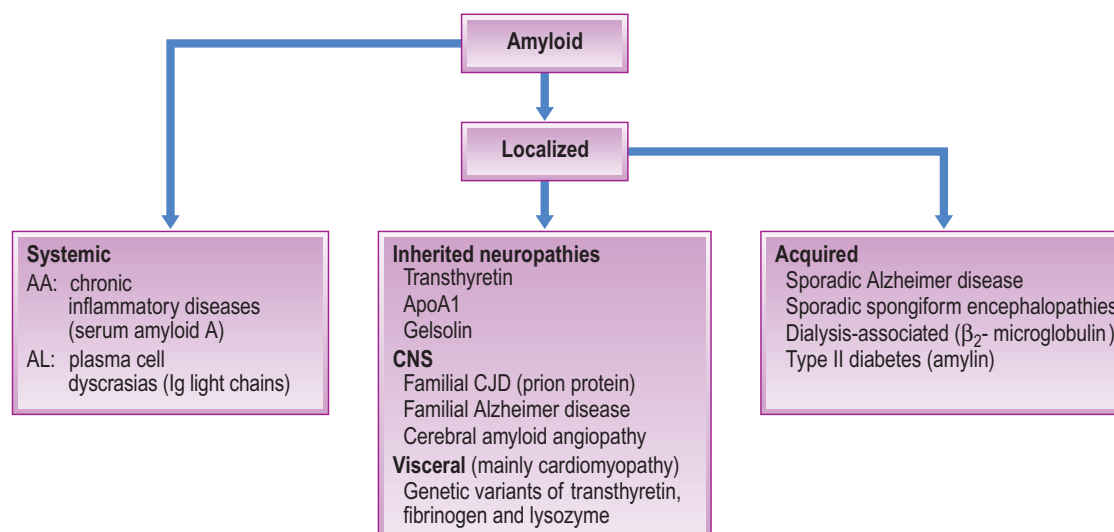 Amyloid
Localized
Systemic
AA: chronic
inflammatory diseases
(serum amyloid A)
AL: plasma cell
dyscrasias (Ig light chains)
Inherited neuropathies
Transthyretin
ApoA1
Gelsolin
CNS
Familial CJD (prion protein)
Familial Alzheimer disease
Cerebral amyloid angiopathy
Visceral (mainly cardiomyopathy)
Genetic variants of transthyretin,
fibrinogen and lysozyme
Acquired
Sporadic Alzheimer disease
Sporadic spongiform encephalopathies
Dialysis-associated (β₂- microglobulin)
Type II diabetes (amylin)